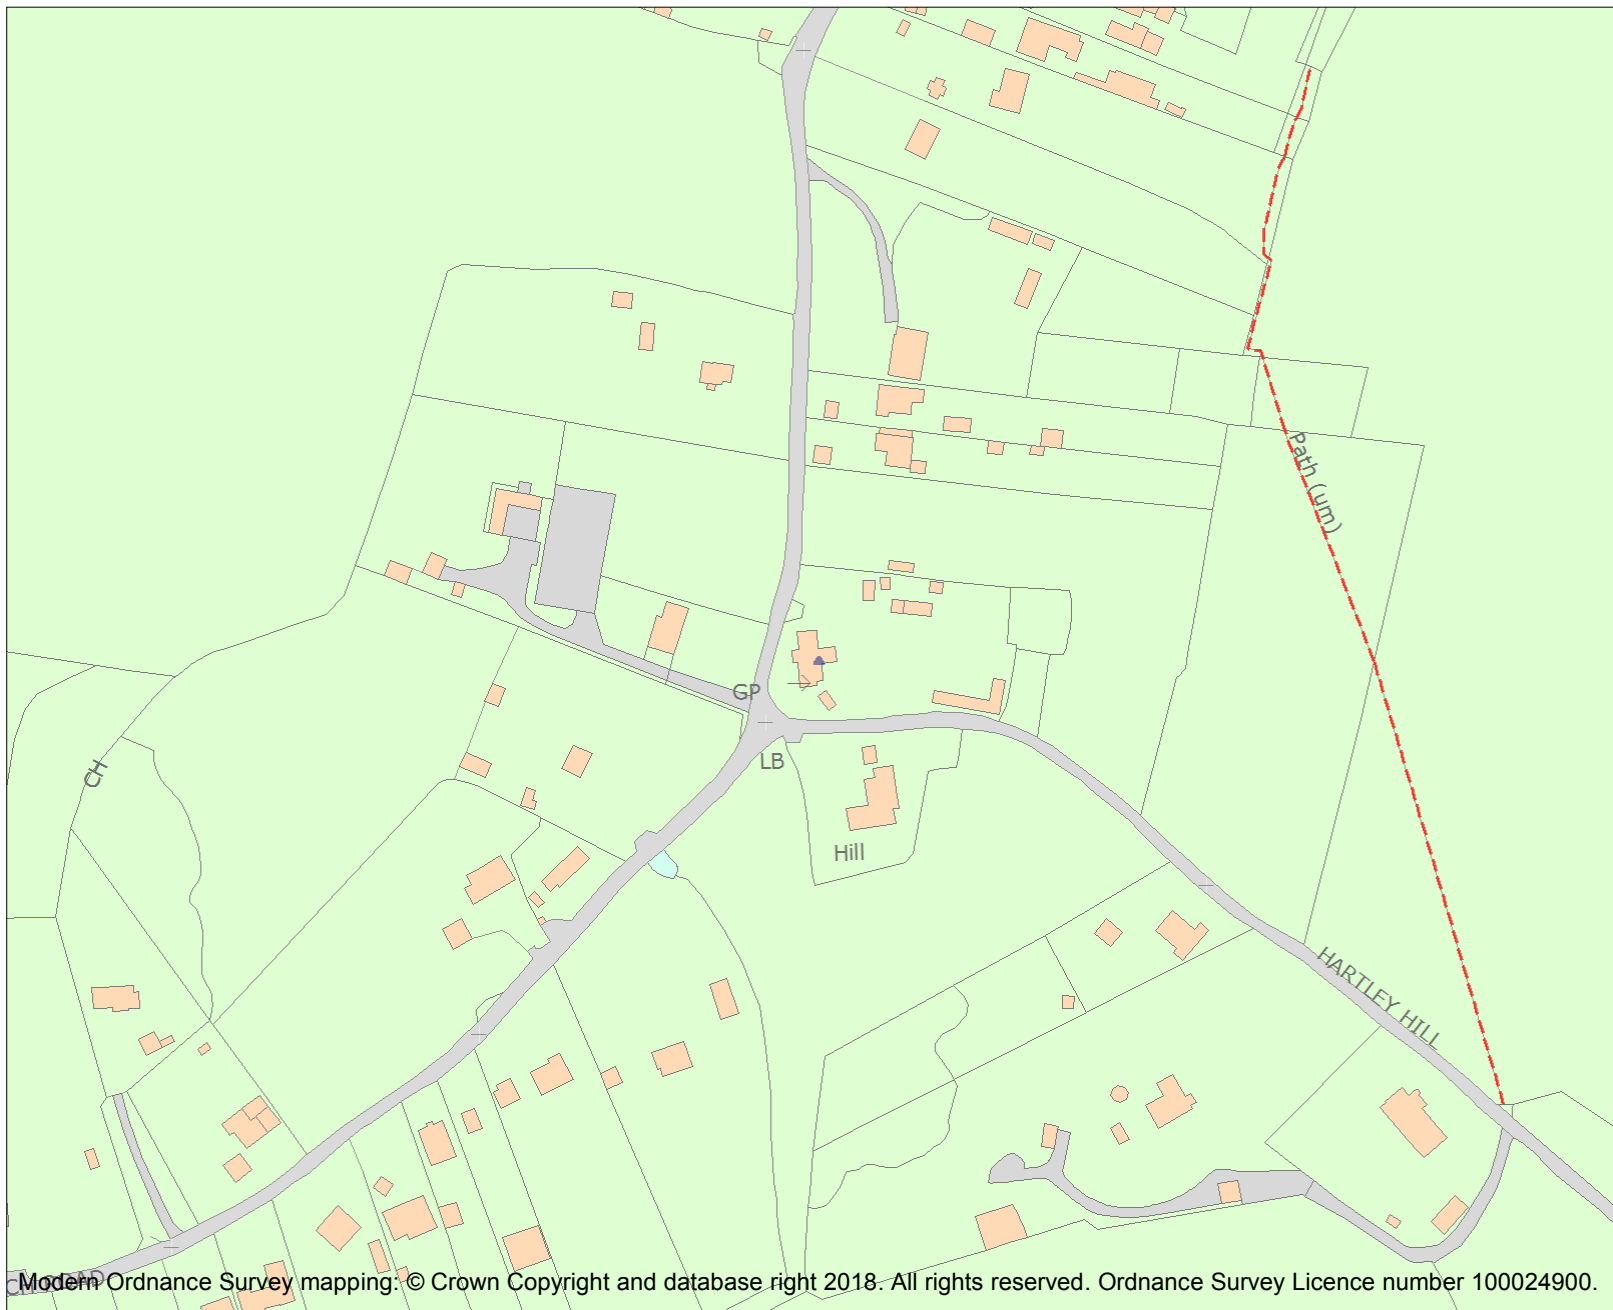 Path (um)
GP
LB
CH
Hill
HARTLEY HILL
Modern Ordnance Survey mapping: © Crown Copyright and database right 2018. All rights reserved. Ordnance Survey Licence number 100024900.